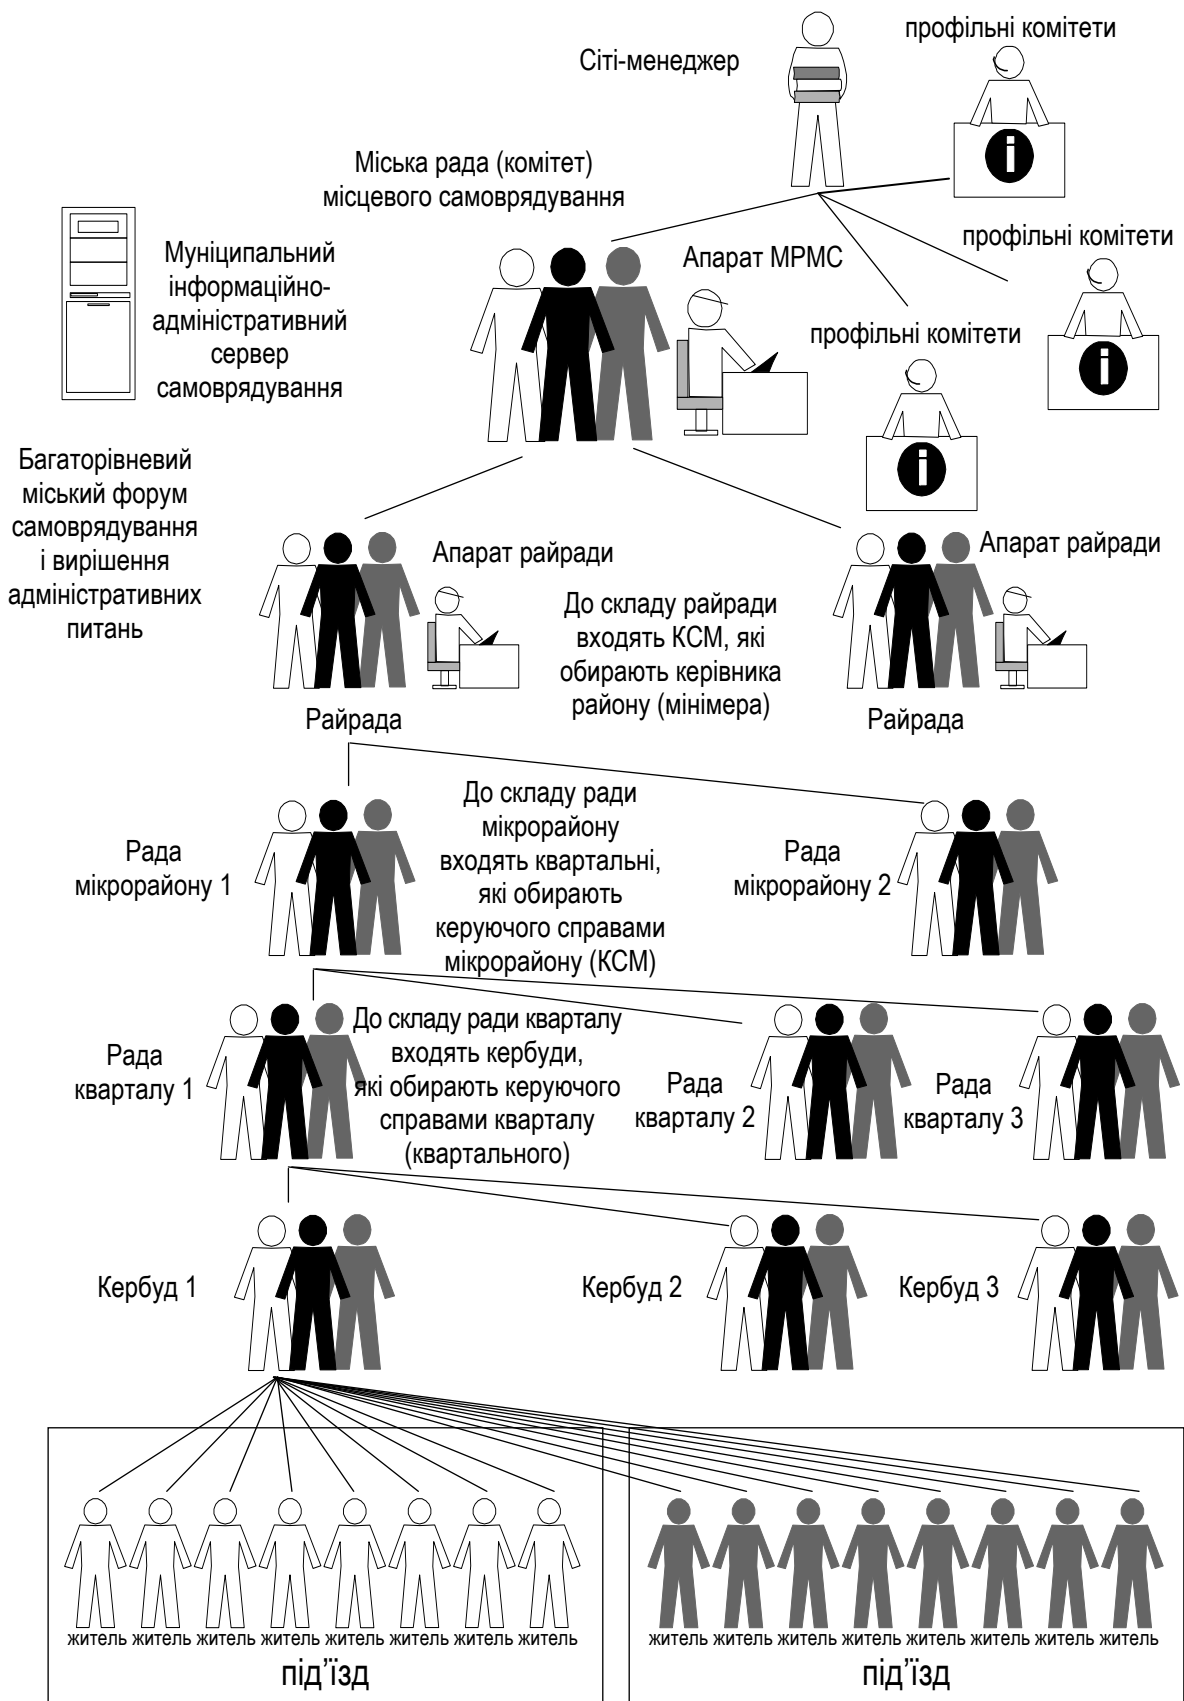 профільні комітети
Сіті-менеджер
i
Міська рада (комітет)
місцевого самоврядування
профільні комітети
i
Апарат МРМС
Муніципальний
інформаційно-
адміністративний
сервер
самоврядування
профільні комітети
i
Багаторівневий
міський форум
самоврядування
і вирішення
адміністративних
питань
Апарат райради
Апарат райради
До складу райради
входять КСМ, які
обирають керівника
району (мінімера)
Райрада
Райрада
До складу ради
мікрорайону
входять квартальні,
які обирають
керуючого справами
мікрорайону (КСМ)
Рада
мікрорайону 1
Рада
мікрорайону 2
До складу ради кварталу
входять кербуди,
які обирають керуючого
справами кварталу
(квартального)
Рада
кварталу 1
Рада
кварталу 2
Рада
кварталу 3
Кербуд 1
Кербуд 2
Кербуд 3
житель житель житель житель житель житель житель житель
під’їзд
житель житель житель житель житель житель житель житель
під’їзд